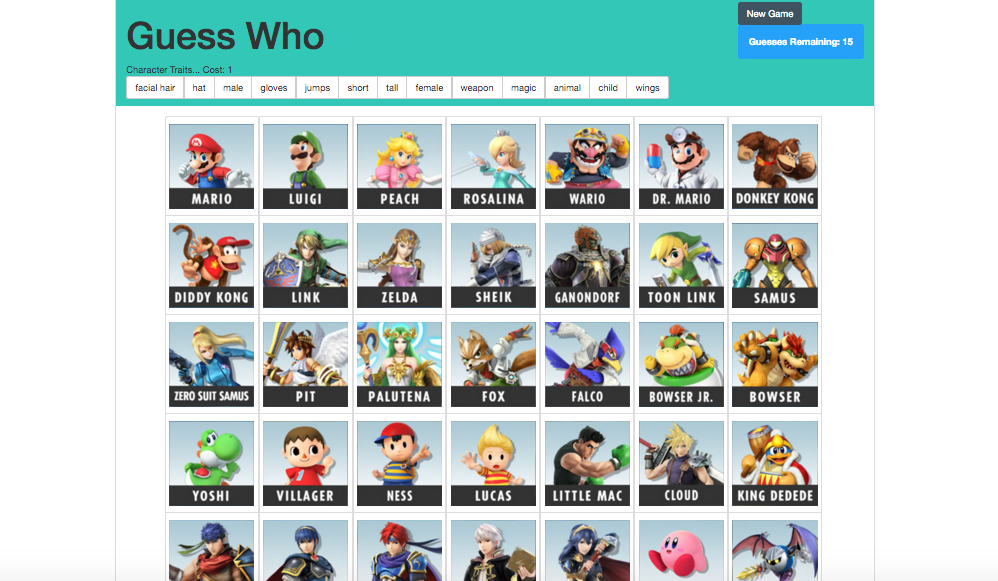 New Game
Guess Who
Guesses Remaining: 15
Character Traits... Cost: 1
facial hair hat male gloves jumps short tall female weapon magic animal child wings
MARIO LUIGI PEACH ROSALINA WARIO DR. MARIO DONKEY KONG
DIDDY KONG LINK ZELDA SHEIK GANONDORF TOON LINK SAMUS
ZERO SUIT SAMUS PIT PALUTENA FOX FALCO BOWSER JR. BOWSER
YOSHI VILLAGER NESS LUCAS LITTLE MAC CLOUD KING DEDEDE